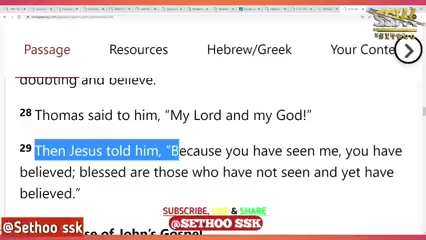 Passage Resources Hebrew/Greek Your Conte
doubting and believe."
28 Thomas said to him, "My Lord and my God!"
29 Then Jesus told him, "Because you have seen me, you have
believed; blessed are those who have not seen and yet have
believed."
SUBSCRIBE, LIKE & SHARE
@Sethoo ssk
@SETHOO SSK
se of John's Gospel